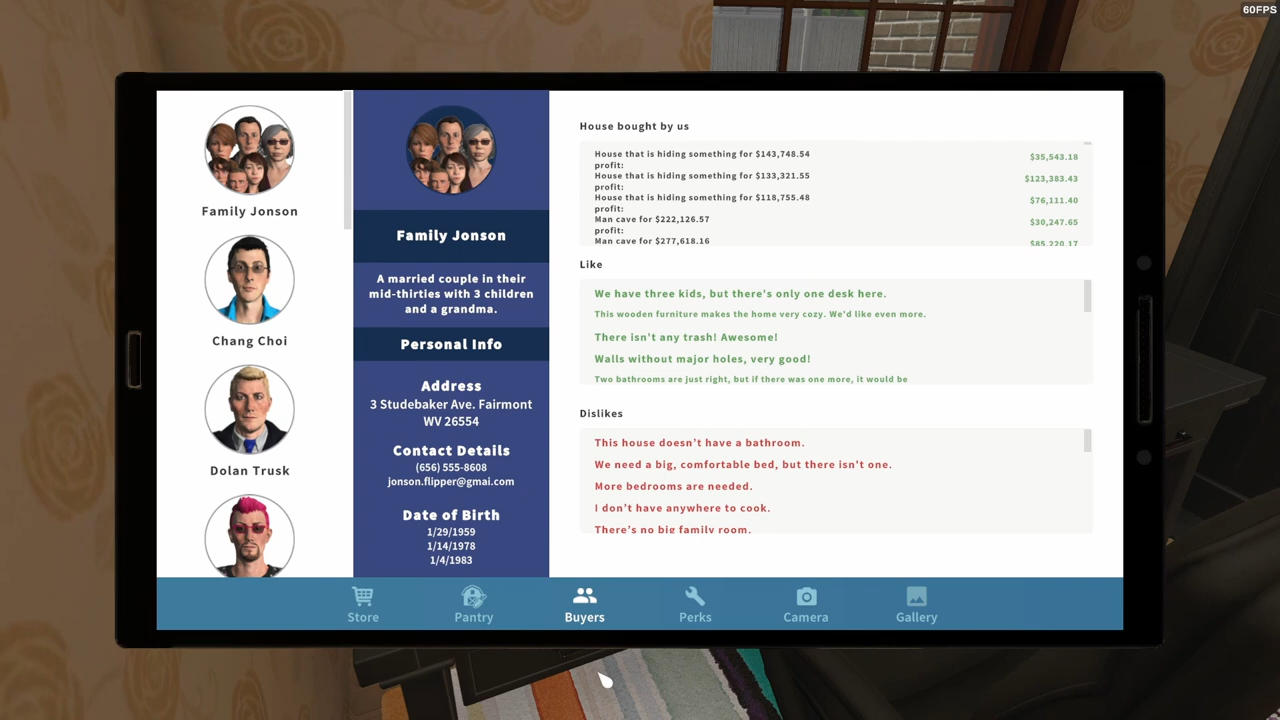 60FPS
Family Jonson
Chang Choi
Dolan Trusk
Family Jonson
A married couple in their
mid-thirties with 3 children
and a grandma.
Personal Info
Address
3 Studebaker Ave. Fairmont
WV 26554
Contact Details
(656) 555-8608
jonson.flipper@gmai.com
Date of Birth
1/29/1959
1/14/1978
1/4/1983
House bought by us
House that is hiding something for $143,748.54
profit:
$35,543.18
House that is hiding something for $133,321.55
profit:
$123,383.43
House that is hiding something for $118,755.48
profit:
$76,111.40
Man cave for $222,126.57
profit:
$30,247.65
Man cave for $277,618.16
$85,220.17
Like
We have three kids, but there's only one desk here.
This wooden furniture makes the home very cozy. We'd like even more.
There isn't any trash! Awesome!
Walls without major holes, very good!
Two bathrooms are just right, but if there was one more, it would be
Dislikes
This house doesn't have a bathroom.
We need a big, comfortable bed, but there isn't one.
More bedrooms are needed.
I don't have anywhere to cook.
There's no big family room.
Store
Pantry
Buyers
Perks
Camera
Gallery